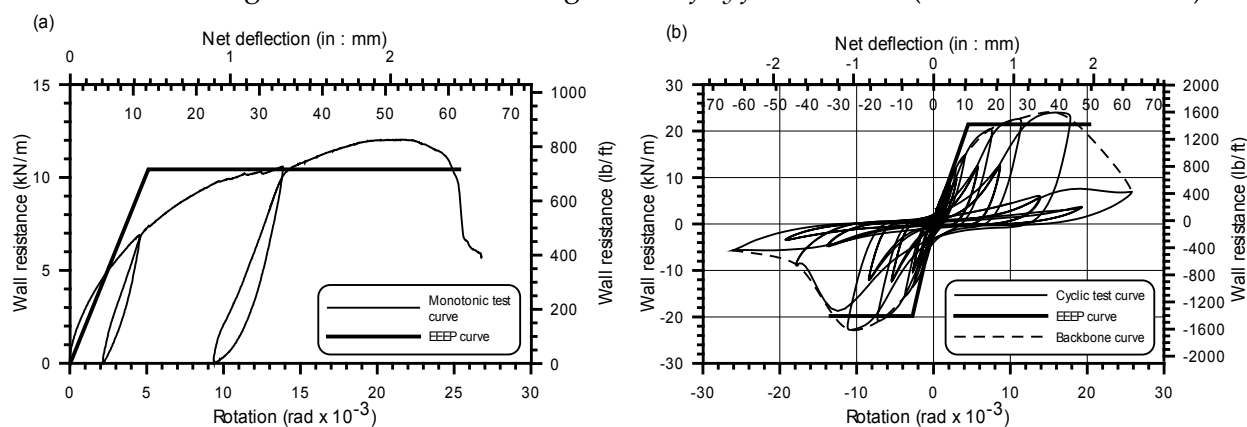 (a)
Net deflection (in : mm)
0 1 2
0 10 20 30 40 50 60 70
15
10
5
0
Wall resistance (kN/m)
1000
800
600
400
200
0
Wall resistance (lb/ft)
Monotonic test
curve
EEEP curve
0 5 10 15 20 25 30
Rotation (rad x 10-3)
(b)
Net deflection (in : mm)
-2 -1 0 1 2
-70 -60 -50 -40 -30 -20 -10 0 10 20 30 40 50 60 70
30
20
10
0
-10
-20
-30
Wall resistance (kN/m)
2000
1600
1200
800
400
0
-400
-800
-1200
-1600
-2000
Wall resistance (lb/ft)
Cyclic test curve
EEEP curve
Backbone curve
-30 -20 -10 0 10 20 30
Rotation (rad x 10-3)